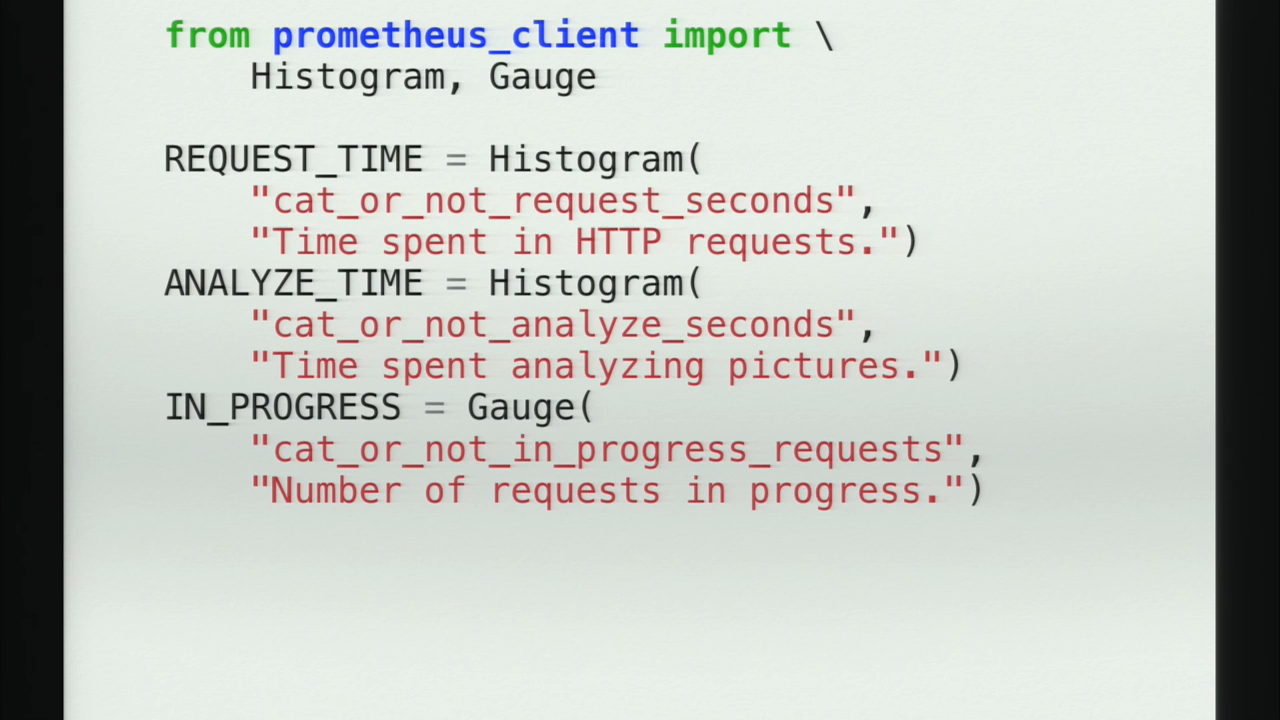 from prometheus_client import \
    Histogram, Gauge

REQUEST_TIME = Histogram(
    "cat_or_not_request_seconds",
    "Time spent in HTTP requests.")
ANALYZE_TIME = Histogram(
    "cat_or_not_analyze_seconds",
    "Time spent analyzing pictures.")
IN_PROGRESS = Gauge(
    "cat_or_not_in_progress_requests",
    "Number of requests in progress.")